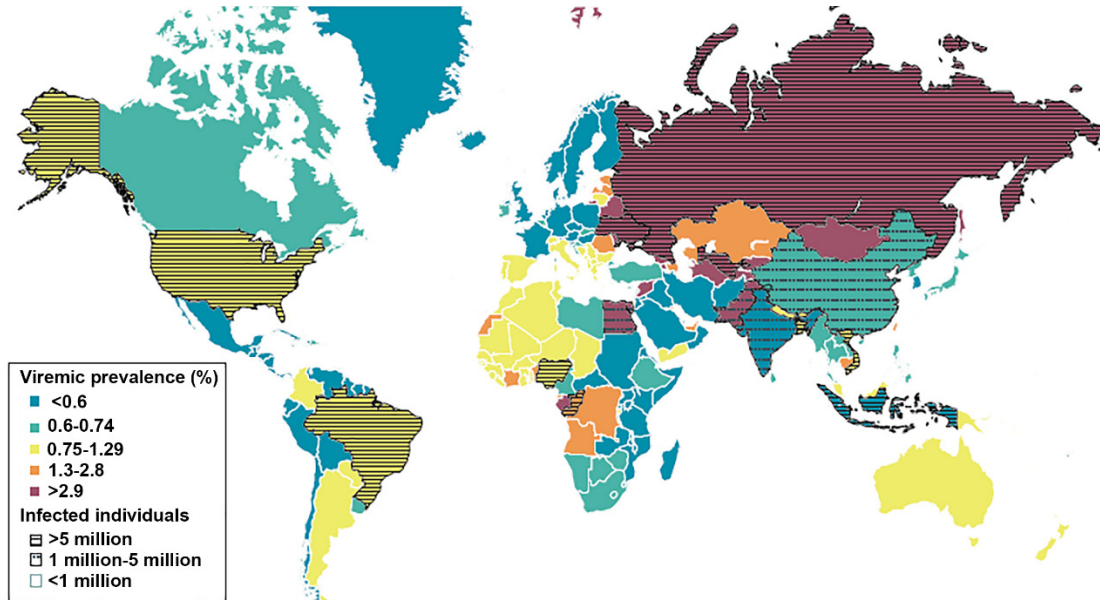 Viremic prevalence (%)
<0.6
0.6-0.74
0.75-1.29
1.3-2.8
>2.9
Infected individuals
>5 million
1 million-5 million
<1 million